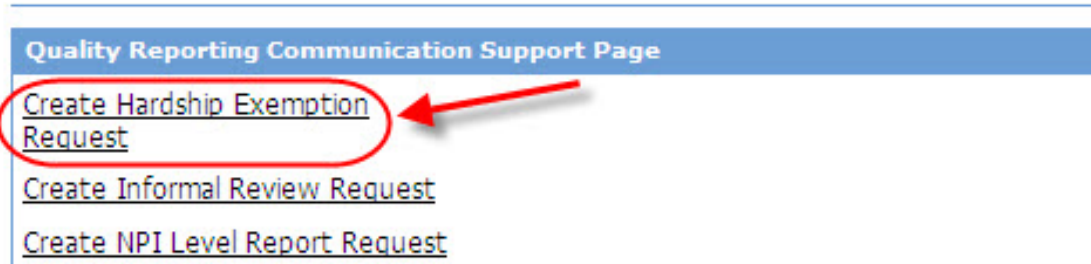 Quality Reporting Communication Support Page
Create Hardship Exemption
Request
Create Informal Review Request
Create NPI Level Report Request